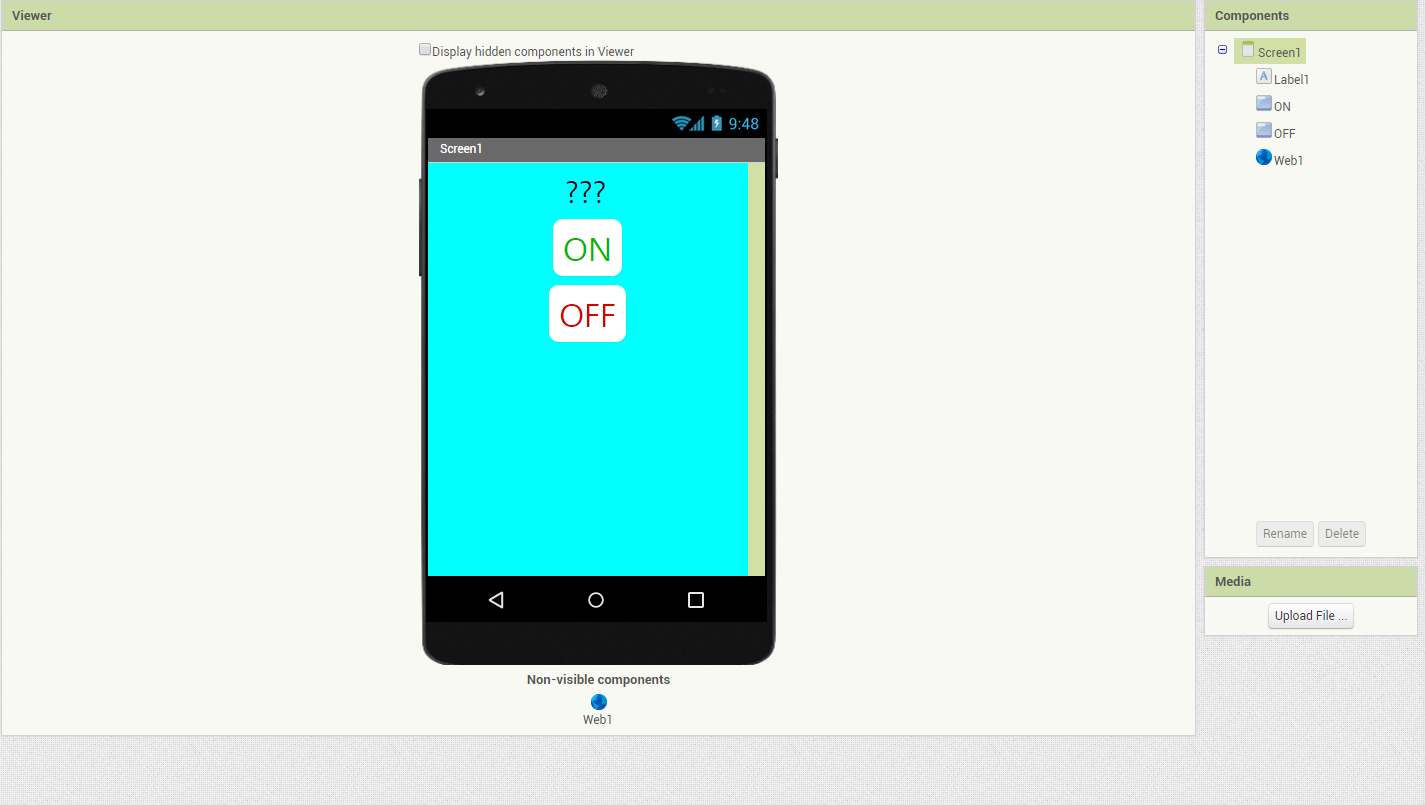 Viewer
Display hidden components in Viewer
9:48
Screen1
???
ON
OFF
Non-visible components
Web1
Components
Screen1
Label1
ON
OFF
Web1
Rename
Delete
Media
Upload File ...